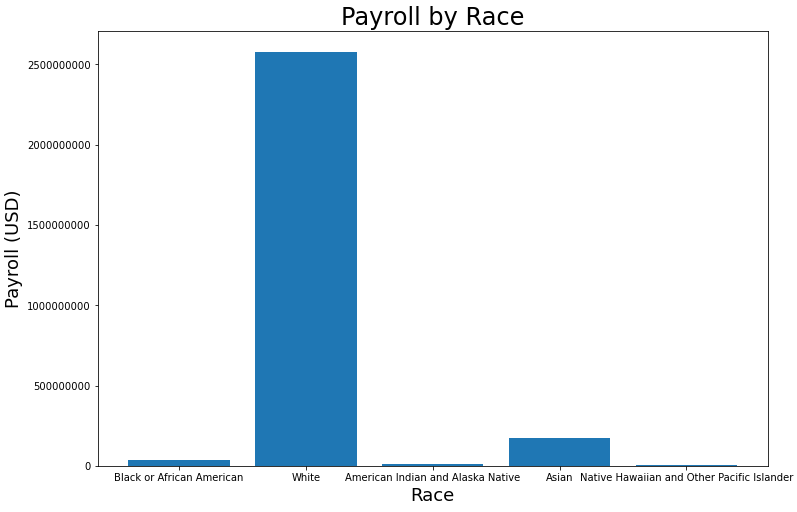 Payroll by Race
Payroll (USD)
2500000000
2000000000
1500000000
1000000000
500000000
0
Black or African American
White
American Indian and Alaska Native
Asian
Native Hawaiian and Other Pacific Islander
Race